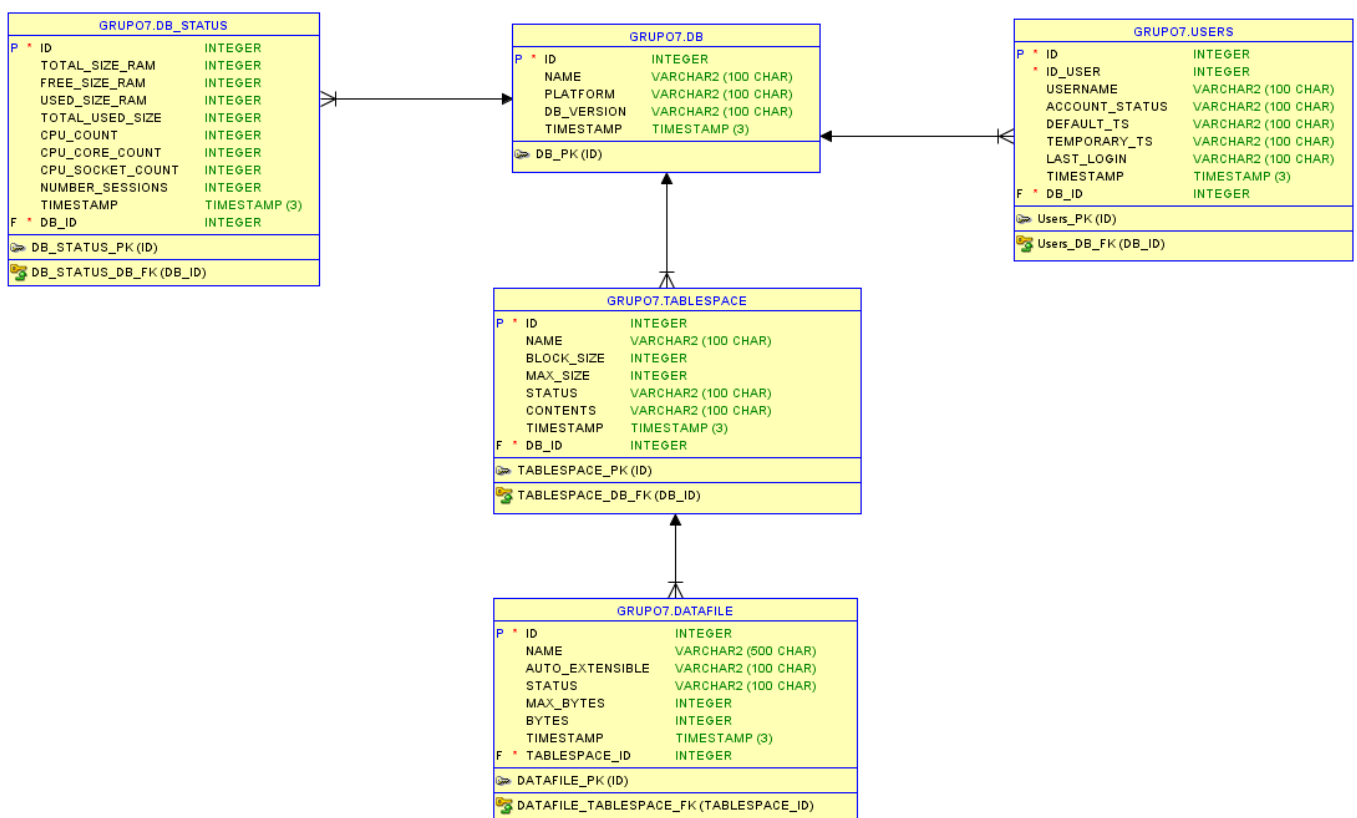 GRUPO7.DB_STATUS
P * ID INTEGER
TOTAL_SIZE_RAM INTEGER
FREE_SIZE_RAM INTEGER
USED_SIZE_RAM INTEGER
TOTAL_USED_SIZE INTEGER
CPU_COUNT INTEGER
CPU_CORE_COUNT INTEGER
CPU_SOCKET_COUNT INTEGER
NUMBER_SESSIONS INTEGER
TIMESTAMP TIMESTAMP (3)
F * DB_ID INTEGER
DB_STATUS_PK (ID)
DB_STATUS_DB_FK (DB_ID)
GRUPO7.DB
P * ID INTEGER
NAME VARCHAR2 (100 CHAR)
PLATFORM VARCHAR2 (100 CHAR)
DB_VERSION VARCHAR2 (100 CHAR)
TIMESTAMP TIMESTAMP (3)
DB_PK (ID)
GRUPO7.USERS
P * ID INTEGER
* ID_USER INTEGER
USERNAME VARCHAR2 (100 CHAR)
ACCOUNT_STATUS VARCHAR2 (100 CHAR)
DEFAULT_TS VARCHAR2 (100 CHAR)
TEMPORARY_TS VARCHAR2 (100 CHAR)
LAST_LOGIN VARCHAR2 (100 CHAR)
TIMESTAMP TIMESTAMP (3)
F * DB_ID INTEGER
Users_PK (ID)
Users_DB_FK (DB_ID)
GRUPO7.TABLESPACE
P * ID INTEGER
NAME VARCHAR2 (100 CHAR)
BLOCK_SIZE INTEGER
MAX_SIZE INTEGER
STATUS VARCHAR2 (100 CHAR)
CONTENTS VARCHAR2 (100 CHAR)
TIMESTAMP TIMESTAMP (3)
F * DB_ID INTEGER
TABLESPACE_PK (ID)
TABLESPACE_DB_FK (DB_ID)
GRUPO7.DATAFILE
P * ID INTEGER
NAME VARCHAR2 (500 CHAR)
AUTO_EXTENSIBLE VARCHAR2 (100 CHAR)
STATUS VARCHAR2 (100 CHAR)
MAX_BYTES INTEGER
BYTES INTEGER
TIMESTAMP TIMESTAMP (3)
F * TABLESPACE_ID INTEGER
DATAFILE_PK (ID)
DATAFILE_TABLESPACE_FK (TABLESPACE_ID)